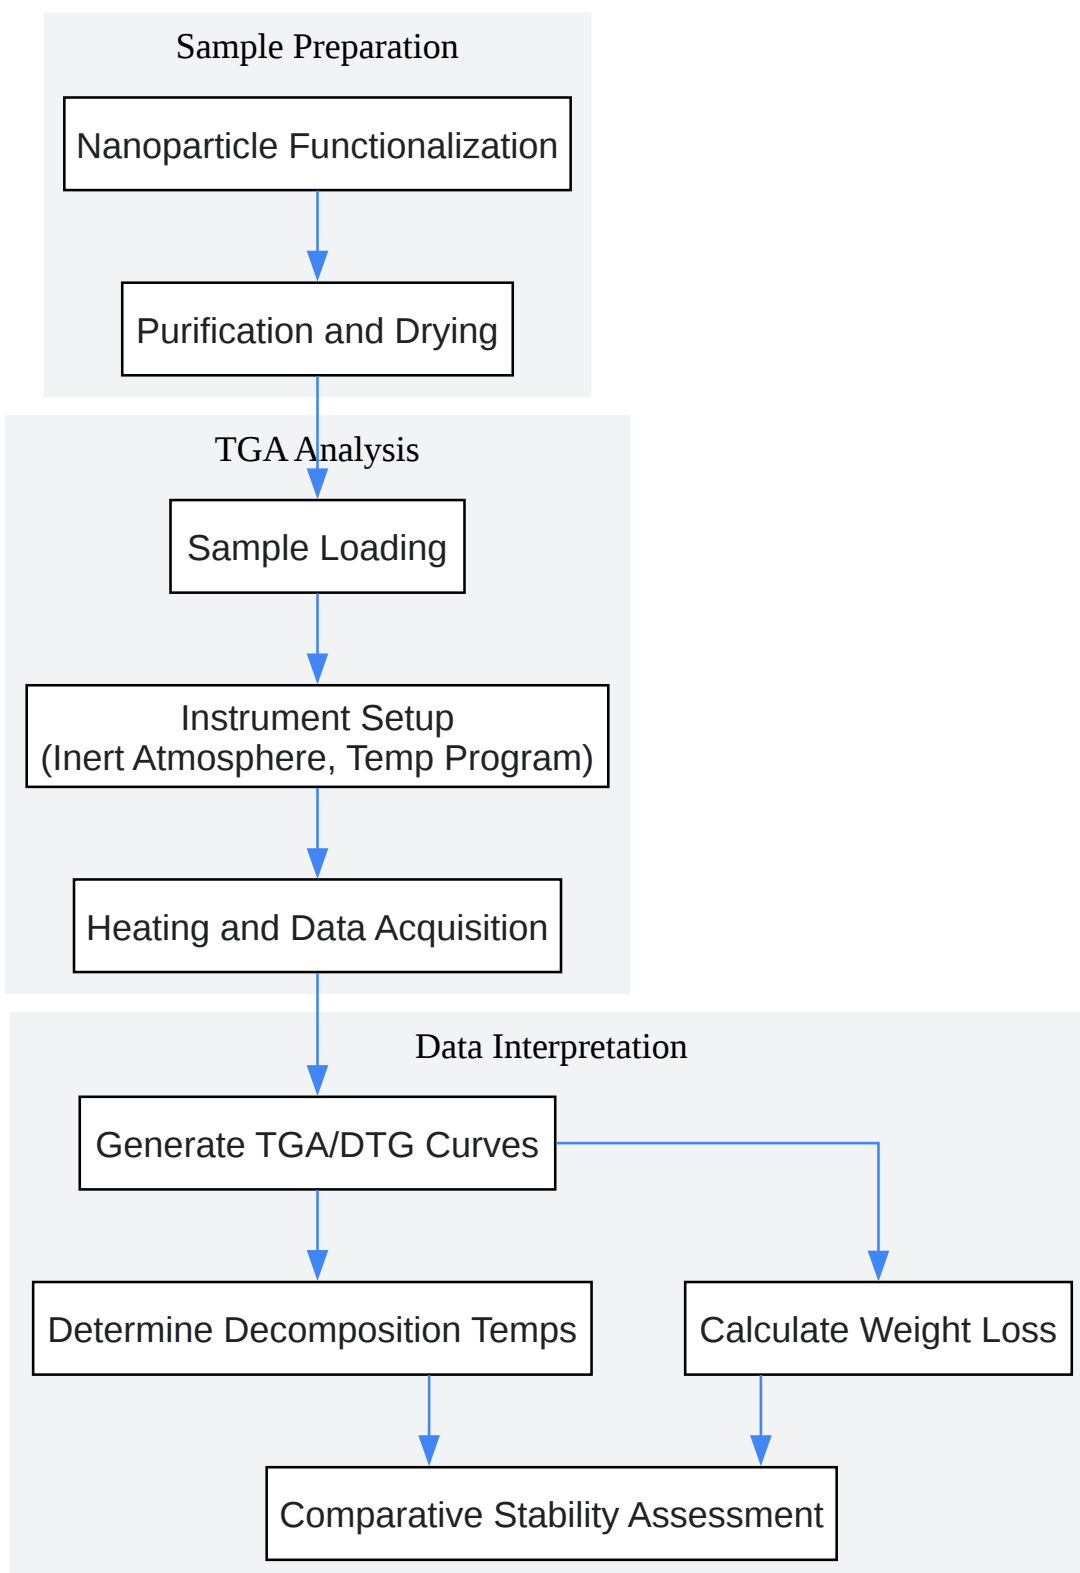 Sample Preparation
Nanoparticle Functionalization
Purification and Drying
TGA Analysis
Sample Loading
Instrument Setup
(Inert Atmosphere, Temp Program)
Heating and Data Acquisition
Data Interpretation
Generate TGA/DTG Curves
Determine Decomposition Temps
Calculate Weight Loss
Comparative Stability Assessment